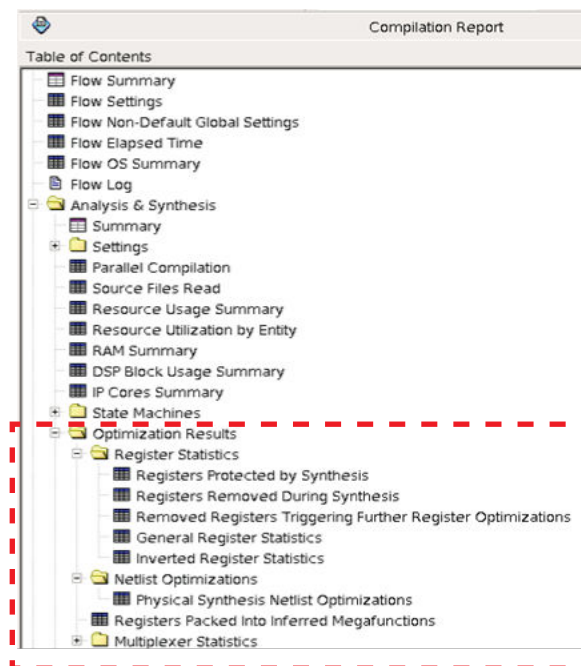 Compilation Report
Table of Contents
Flow Summary
Flow Settings
Flow Non-Default Global Settings
Flow Elapsed Time
Flow OS Summary
Flow Log
Analysis & Synthesis
Summary
Settings
Parallel Compilation
Source Files Read
Resource Usage Summary
Resource Utilization by Entity
RAM Summary
DSP Block Usage Summary
IP Cores Summary
State Machines
Optimization Results
Register Statistics
Registers Protected by Synthesis
Registers Removed During Synthesis
Removed Registers Triggering Further Register Optimizations
General Register Statistics
Inverted Register Statistics
Netlist Optimizations
Physical Synthesis Netlist Optimizations
Registers Packed Into Inferred Megafunctions
Multiplexer Statistics